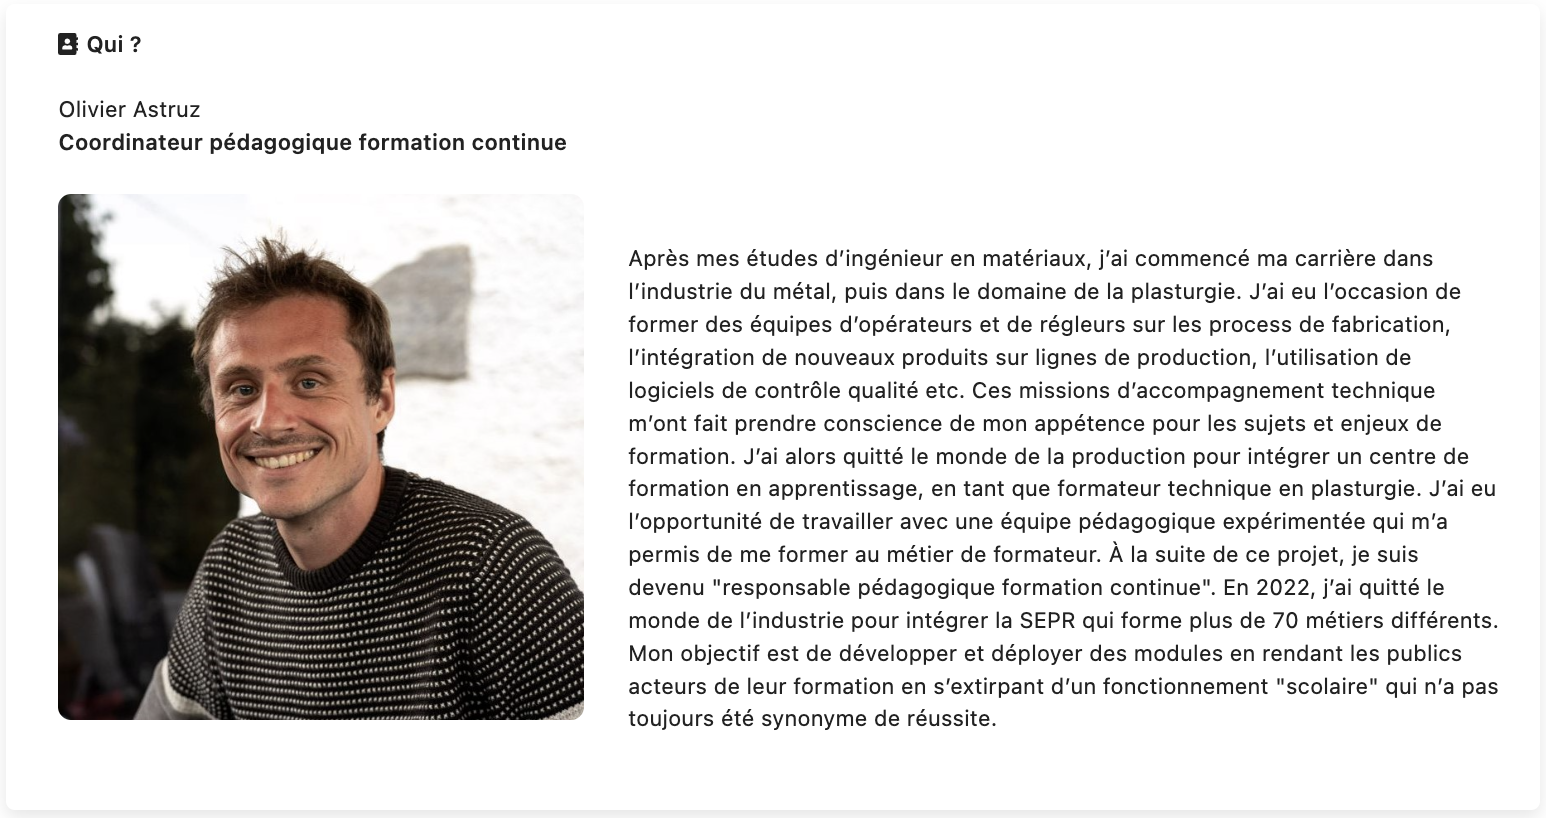 Qui ?
Olivier Astruz
Coordinateur pédagogique formation continue
Après mes études d’ingénieur en matériaux, j’ai commencé ma carrière dans
l’industrie du métal, puis dans le domaine de la plasturgie. J’ai eu l’occasion de
former des équipes d’opérateurs et de régleurs sur les process de fabrication,
l’intégration de nouveaux produits sur lignes de production, l’utilisation de
logiciels de contrôle qualité etc. Ces missions d’accompagnement technique
m’ont fait prendre conscience de mon appétence pour les sujets et enjeux de
formation. J’ai alors quitté le monde de la production pour intégrer un centre de
formation en apprentissage, en tant que formateur technique en plasturgie. J’ai eu
l’opportunité de travailler avec une équipe pédagogique expérimentée qui m’a
permis de me former au métier de formateur. À la suite de ce projet, je suis
devenu "responsable pédagogique formation continue". En 2022, j’ai quitté le
monde de l’industrie pour intégrer la SEPR qui forme plus de 70 métiers différents.
Mon objectif est de développer et déployer des modules en rendant les publics
acteurs de leur formation en s’extirpant d’un fonctionnement "scolaire" qui n’a pas
toujours été synonyme de réussite.